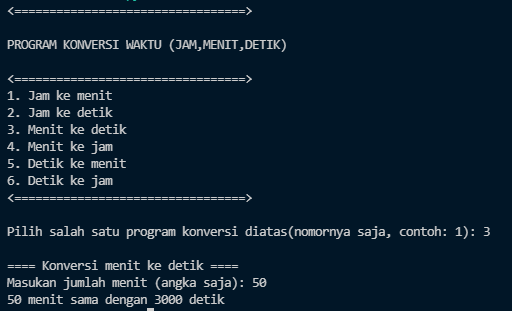 <===============================>
PROGRAM KONVERSI WAKTU (JAM,MENIT,DETIK)
<===============================>
1. Jam ke menit
2. Jam ke detik
3. Menit ke detik
4. Menit ke jam
5. Detik ke menit
6. Detik ke jam
<===============================>
Pilih salah satu program konversi diatas(nomornya saja, contoh: 1): 3
==== Konversi menit ke detik ====
Masukan jumlah menit (angka saja): 50
50 menit sama dengan 3000 detik